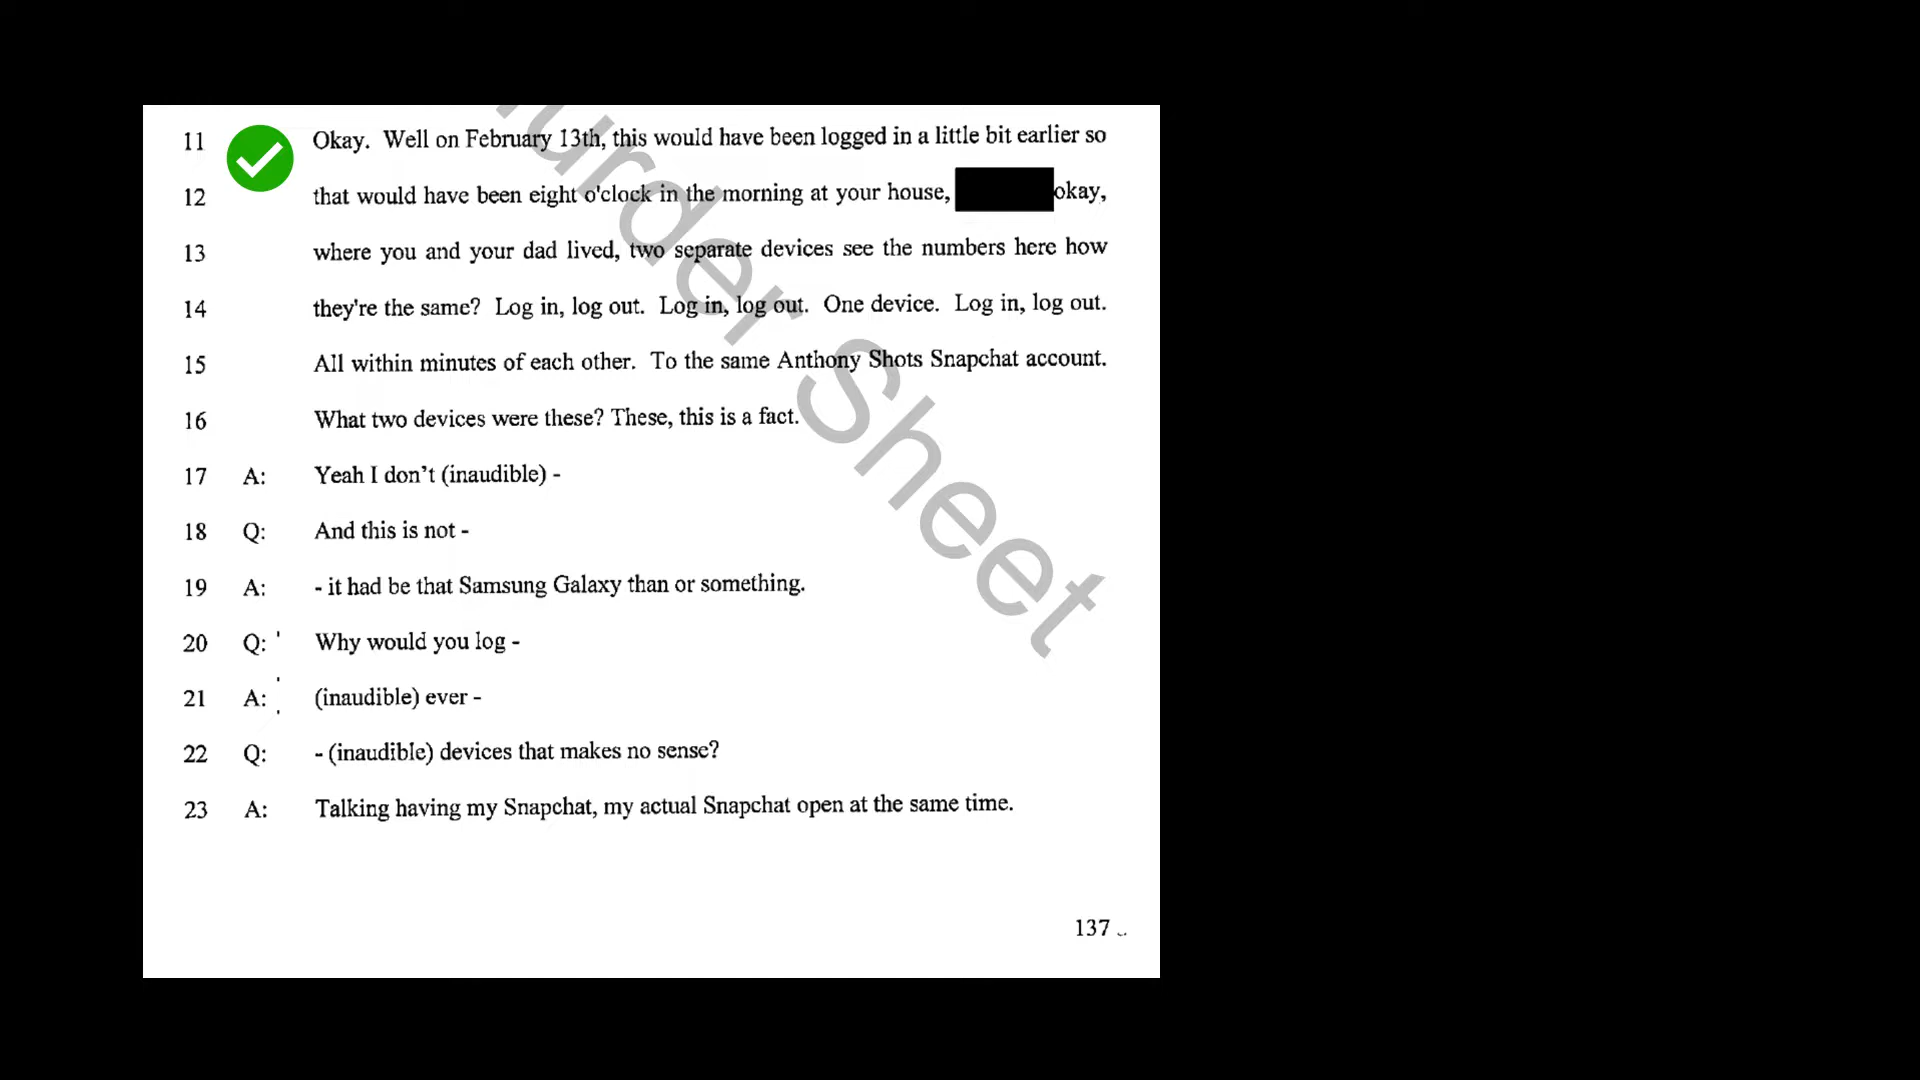 11 Okay. Well on February 13th, this would have been logged in a little bit earlier so
12 that would have been eight o'clock in the morning at your house, okay,
13 where you and your dad lived, two separate devices see the numbers here how
14 they're the same? Log in, log out. Log in, log out. One device. Log in, log out.
15 All within minutes of each other. To the same Anthony Shots Snapchat account.
16 What two devices were these? These, this is a fact.
17 A: Yeah I don't (inaudible) -
18 Q: And this is not -
19 A: - it had be that Samsung Galaxy than or something.
20 Q: Why would you log -
21 A: (inaudible) ever -
22 Q: - (inaudible) devices that makes no sense?
23 A: Talking having my Snapchat, my actual Snapchat open at the same time.
137
urder Sheet